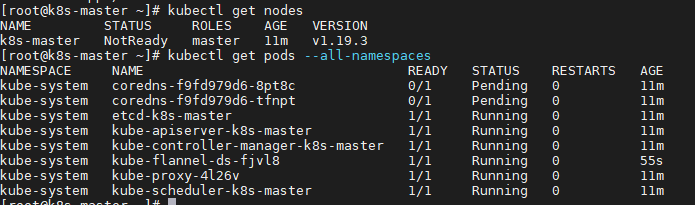 [root@k8s-master ~]# kubectl get nodes
NAME         STATUS     ROLES    AGE   VERSION
k8s-master   NotReady   master   11m   v1.19.3
[root@k8s-master ~]# kubectl get pods --all-namespaces
NAMESPACE     NAME                                 READY   STATUS    RESTARTS   AGE
kube-system   coredns-f9fd979d6-8pt8c              0/1     Pending   0          11m
kube-system   coredns-f9fd979d6-tfnpt              0/1     Pending   0          11m
kube-system   etcd-k8s-master                      1/1     Running   0          11m
kube-system   kube-apiserver-k8s-master            1/1     Running   0          11m
kube-system   kube-controller-manager-k8s-master   1/1     Running   0          11m
kube-system   kube-flannel-ds-fjvl8                1/1     Running   0          55s
kube-system   kube-proxy-4l26v                     1/1     Running   0          11m
kube-system   kube-scheduler-k8s-master            1/1     Running   0          11m
[root@k8s-master ~]#